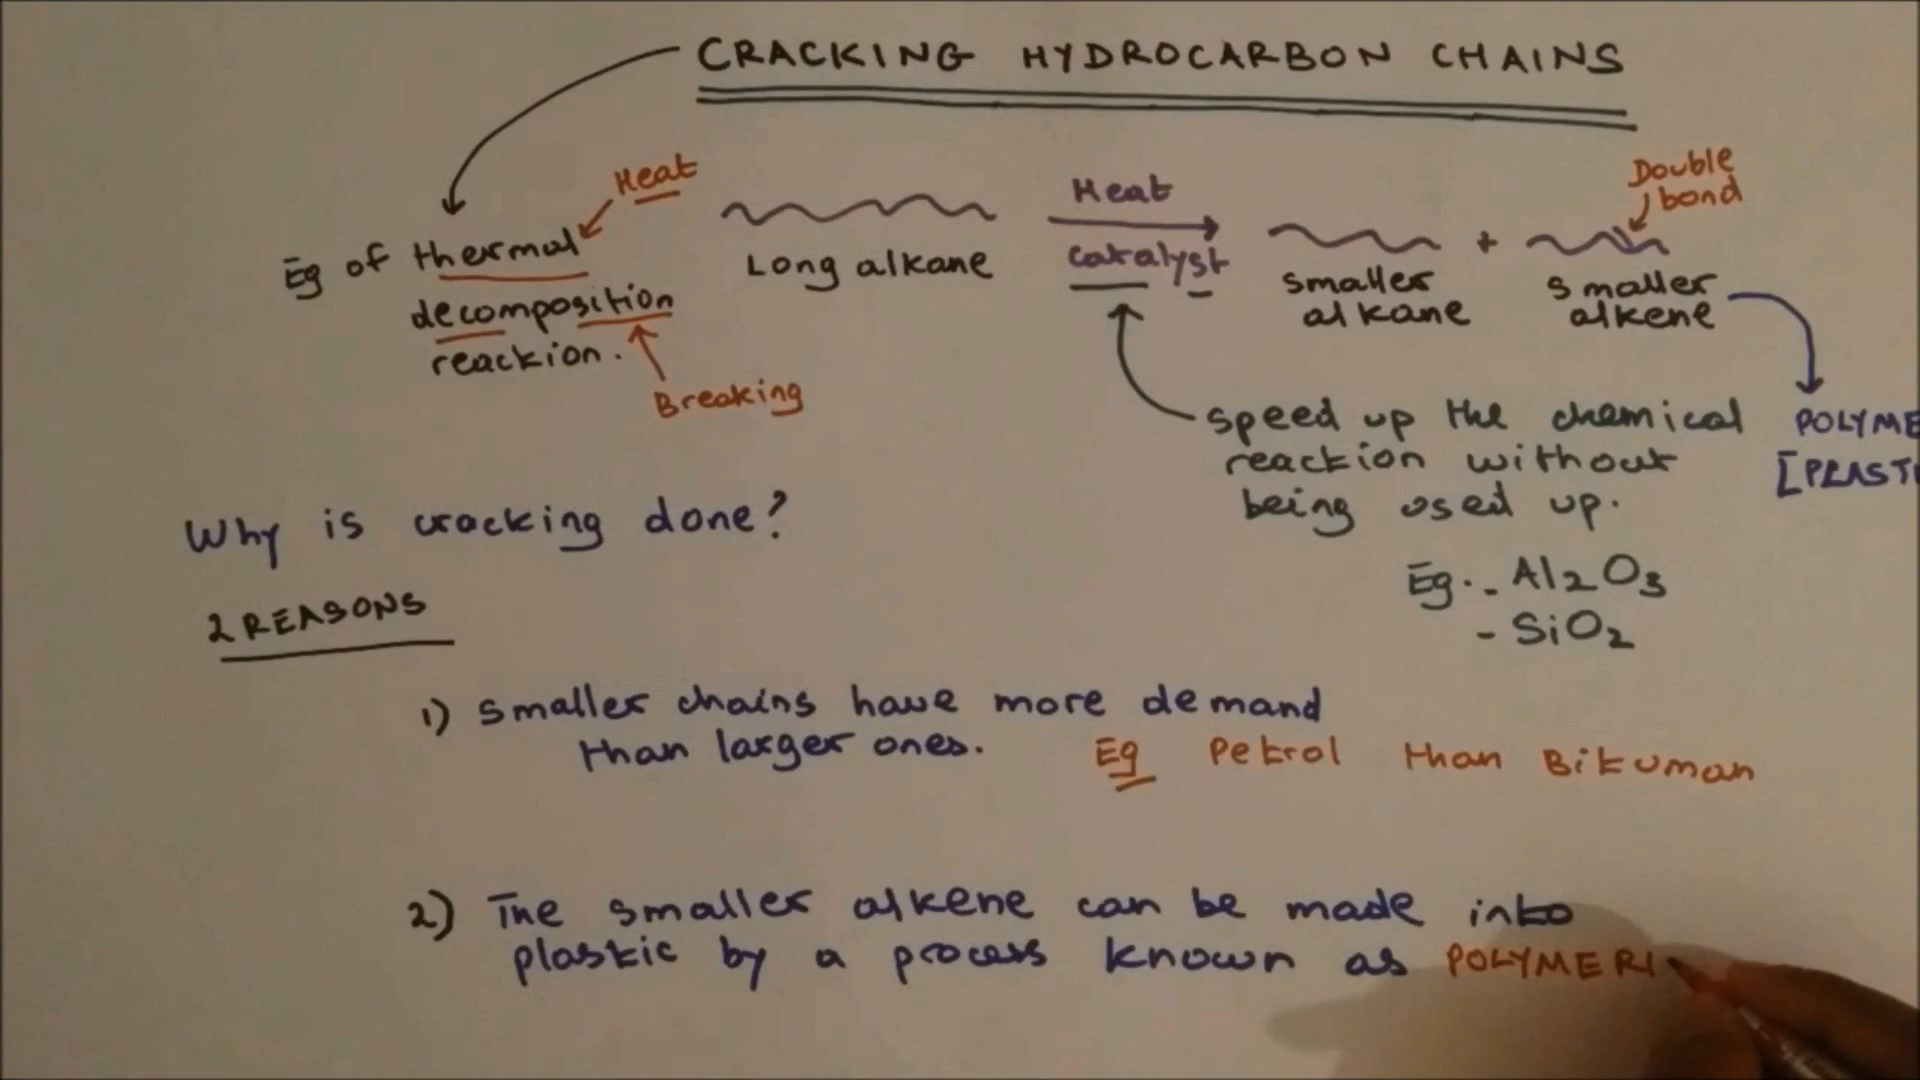 CRACKING HYDROCARBON CHAINS
Heat
Eg of thermal
decomposition
reaction.
Breaking
Long alkane
Heat
catalyst
smaller
alkane
+
Double
bond
smaller
alkene
speed up the chemical
reaction without
being used up.
Eg. - Al2O3
- SiO2
POLYME
[PLASTI
Why is cracking done?
2 REASONS
1) smaller chains have more demand
than larger ones. Eg Petrol than Bituman
2) The smaller alkene can be made into
plastic by a process known as POLYMERI